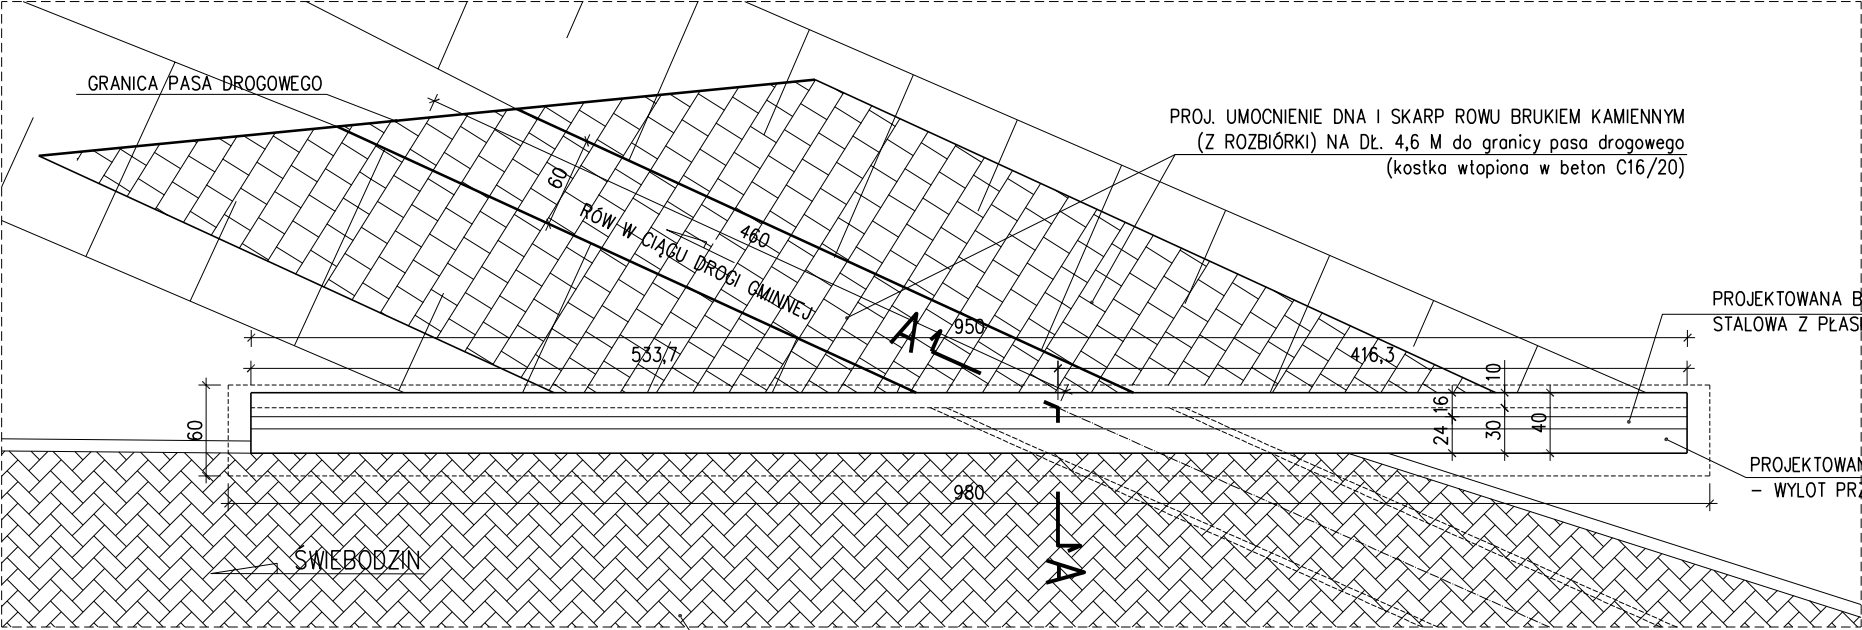 GRANICA PASA DROGOWEGO
PROJ. UMOCNIENIE DNA I SKARP ROWU BRUKIEM KAMIENNYM
(Z ROZBIÓRKI) NA DŁ. 4,6 M do granicy pasa drogowego
(kostka wtopiona w beton C16/20)
60
RÓW W CIĄGU DROGI GMINNEJ
460
PROJEKTOWANA B
STALOWA Z PŁAS
A
950
533,7
416,3
10
16
24
30
40
60
PROJEKTOWAN
- WYLOT PRZ
980
ŚWIEBODZIN
A